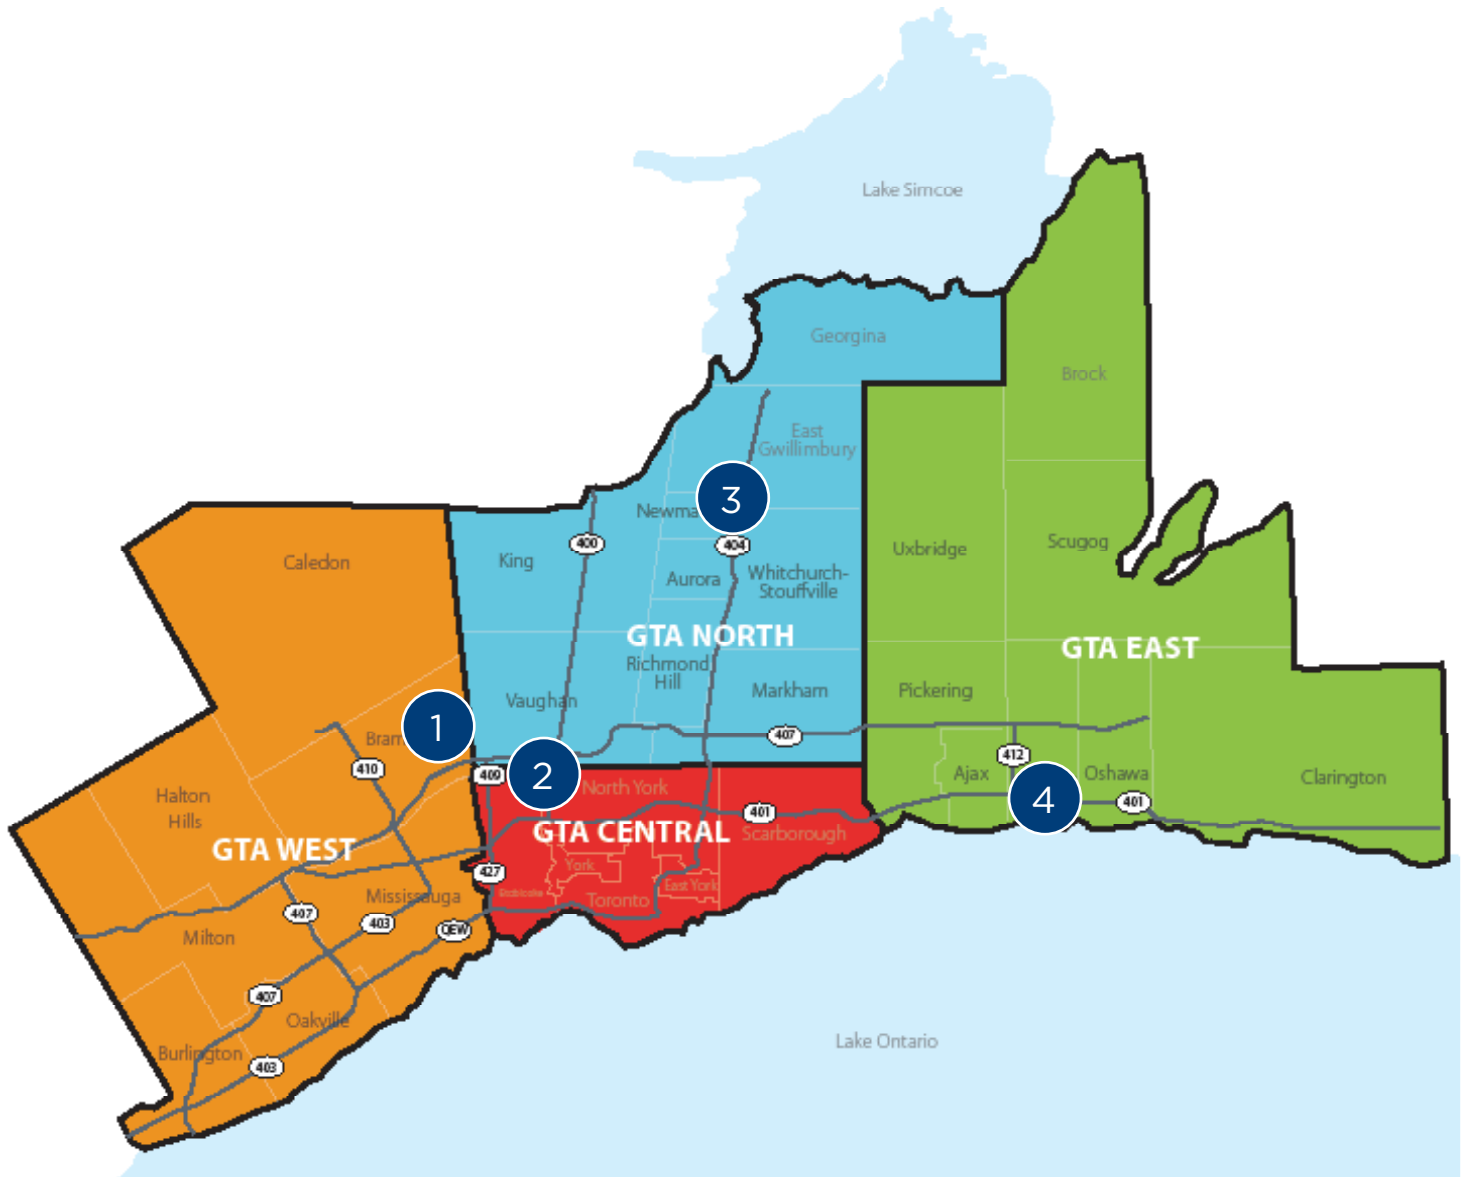 Lake Simcoe
Georgina
Brock
East
Gwillimbury
3
Newma
400
404
King
Uxbridge
Scugog
Caledon
Aurora
Whitchurch-
Stouffville
GTA NORTH
GTA EAST
Richmond
Hill
Vaughan
Markham
Pickering
1
Bram
407
412
410
409
2
North York
Ajax
4
Oshawa
401
Clarington
Halton
Hills
401
GTA CENTRAL
Scarborough
GTA WEST
427
York
East York
Etobicoke
Toronto
Mississauga
407
403
QEW
Milton
407
Oakville
Burlington
403
Lake Ontario